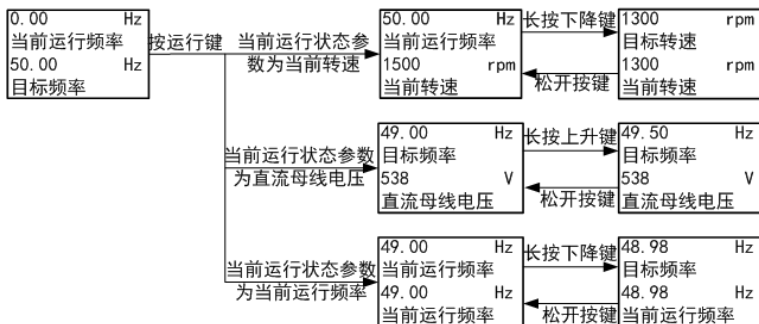 0.00 Hz
当前运行频率
50.00 Hz
目标频率
按运行键
当前运行状态参
数为当前转速
50.00 Hz
当前运行频率
1500 rpm
当前转速
长按下降键
松开按键
1300 rpm
目标转速
1300 rpm
当前转速
当前运行状态参数
为直流母线电压
49.00 Hz
目标频率
538 V
直流母线电压
长按上升键
松开按键
49.50 Hz
目标频率
538 V
直流母线电压
当前运行状态参数
为当前运行频率
49.00 Hz
当前运行频率
49.00 Hz
当前运行频率
长按下降键
松开按键
48.98 Hz
目标频率
48.98 Hz
当前运行频率